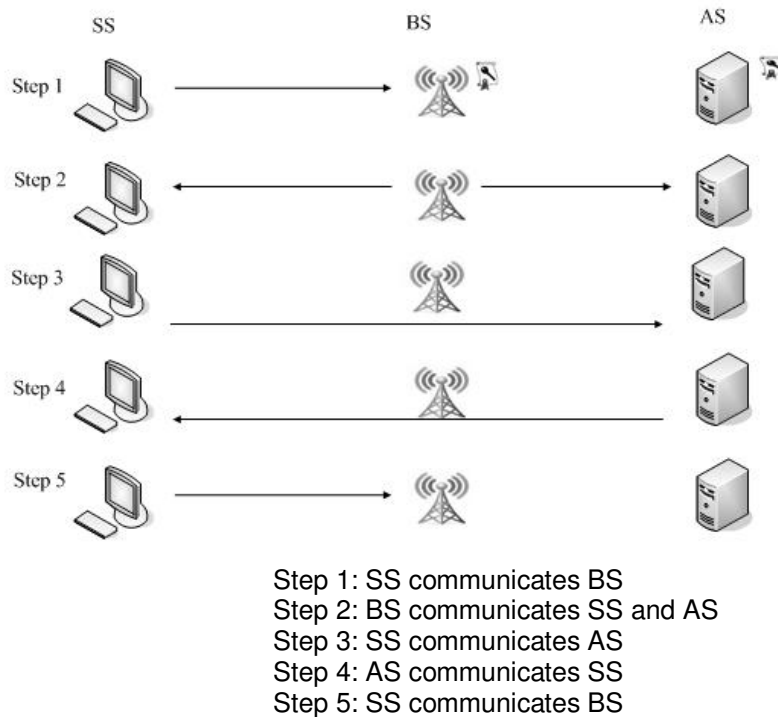 SS BS AS
Step 1
Step 2
Step 3
Step 4
Step 5
Step 1: SS communicates BS
Step 2: BS communicates SS and AS
Step 3: SS communicates AS
Step 4: AS communicates SS
Step 5: SS communicates BS